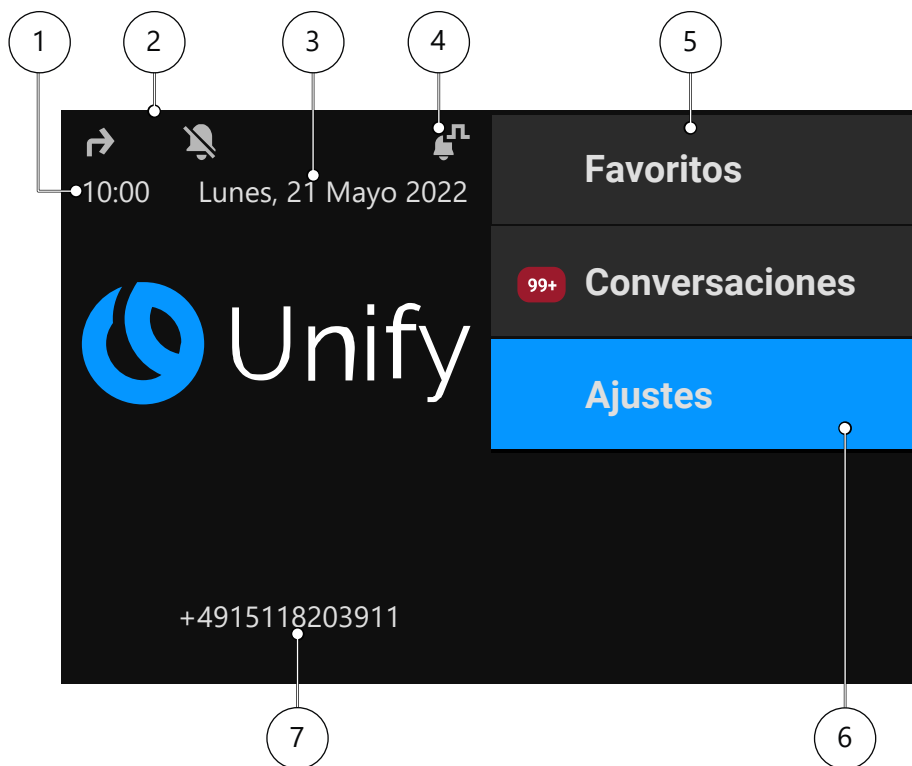 1 2 3 4 5
Favoritos
10:00 Lunes, 21 Mayo 2022
99+ Conversaciones
Unify
Ajustes
+4915118203911
7 6